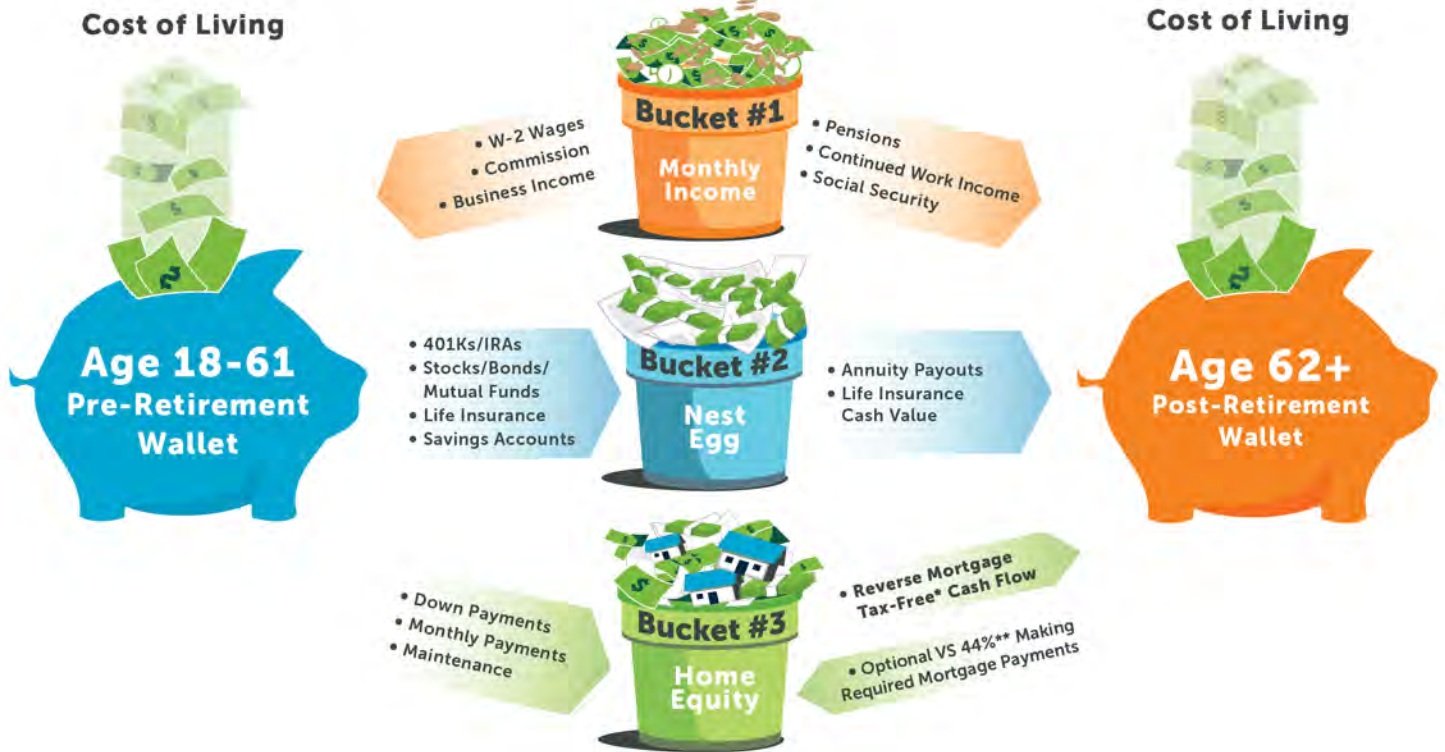 Cost of Living
Age 18-61
Pre-Retirement
Wallet
• W-2 Wages
• Commission
• Business Income
Bucket #1
Monthly
Income
• Pensions
• Continued Work Income
• Social Security
• 401Ks/IRAs
• Stocks/Bonds/
Mutual Funds
• Life Insurance
• Savings Accounts
Bucket #2
Nest
Egg
• Annuity Payouts
• Life Insurance
Cash Value
• Down Payments
• Monthly Payments
• Maintenance
Bucket #3
Home
Equity
• Reverse Mortgage
Tax-Free* Cash Flow
• Optional VS 44%** Making
Required Mortgage Payments
Cost of Living
Age 62+
Post-Retirement
Wallet